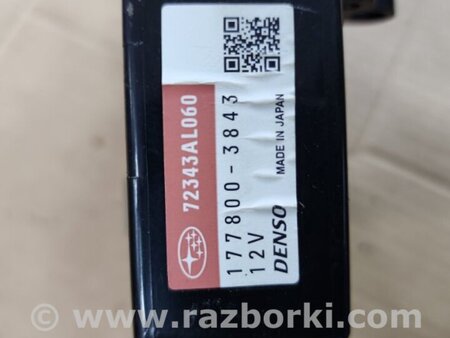 72343AL060
177800-3843
12V
DENSO MADE IN JAPAN
© www.razborki.com